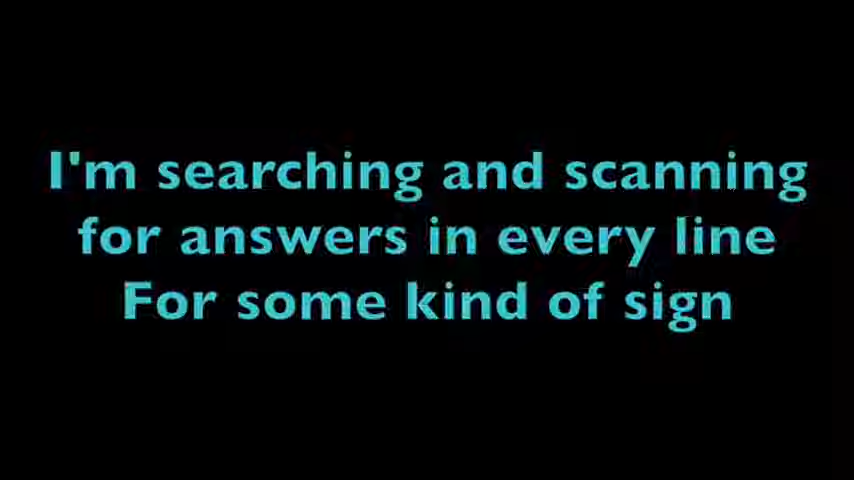 I'm searching and scanning
for answers in every line
For some kind of sign